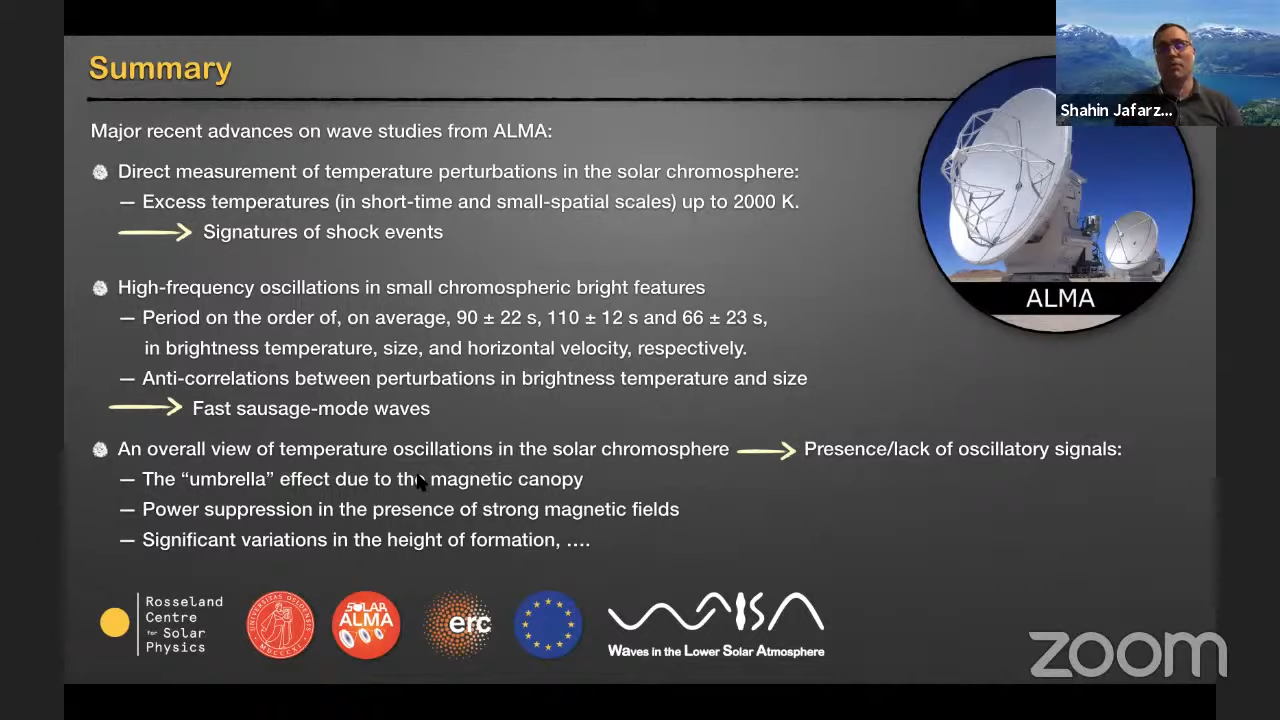 Summary
Shahin Jafarz...
Major recent advances on wave studies from ALMA:
Direct measurement of temperature perturbations in the solar chromosphere:
— Excess temperatures (in short-time and small-spatial scales) up to 2000 K.
Signatures of shock events
ALMA
High-frequency oscillations in small chromospheric bright features
— Period on the order of, on average, 90 ± 22 s, 110 ± 12 s and 66 ± 23 s,
in brightness temperature, size, and horizontal velocity, respectively.
— Anti-correlations between perturbations in brightness temperature and size
Fast sausage-mode waves
An overall view of temperature oscillations in the solar chromosphere
Presence/lack of oscillatory signals:
— The “umbrella” effect due to the magnetic canopy
— Power suppression in the presence of strong magnetic fields
— Significant variations in the height of formation, ....
Rosseland
Centre
for Solar
Physics
UNIVERSITAS OSLOENSIS
MDCCCXI
SOLAR
ALMA
erc
WaLSA
Waves in the Lower Solar Atmosphere
zoom